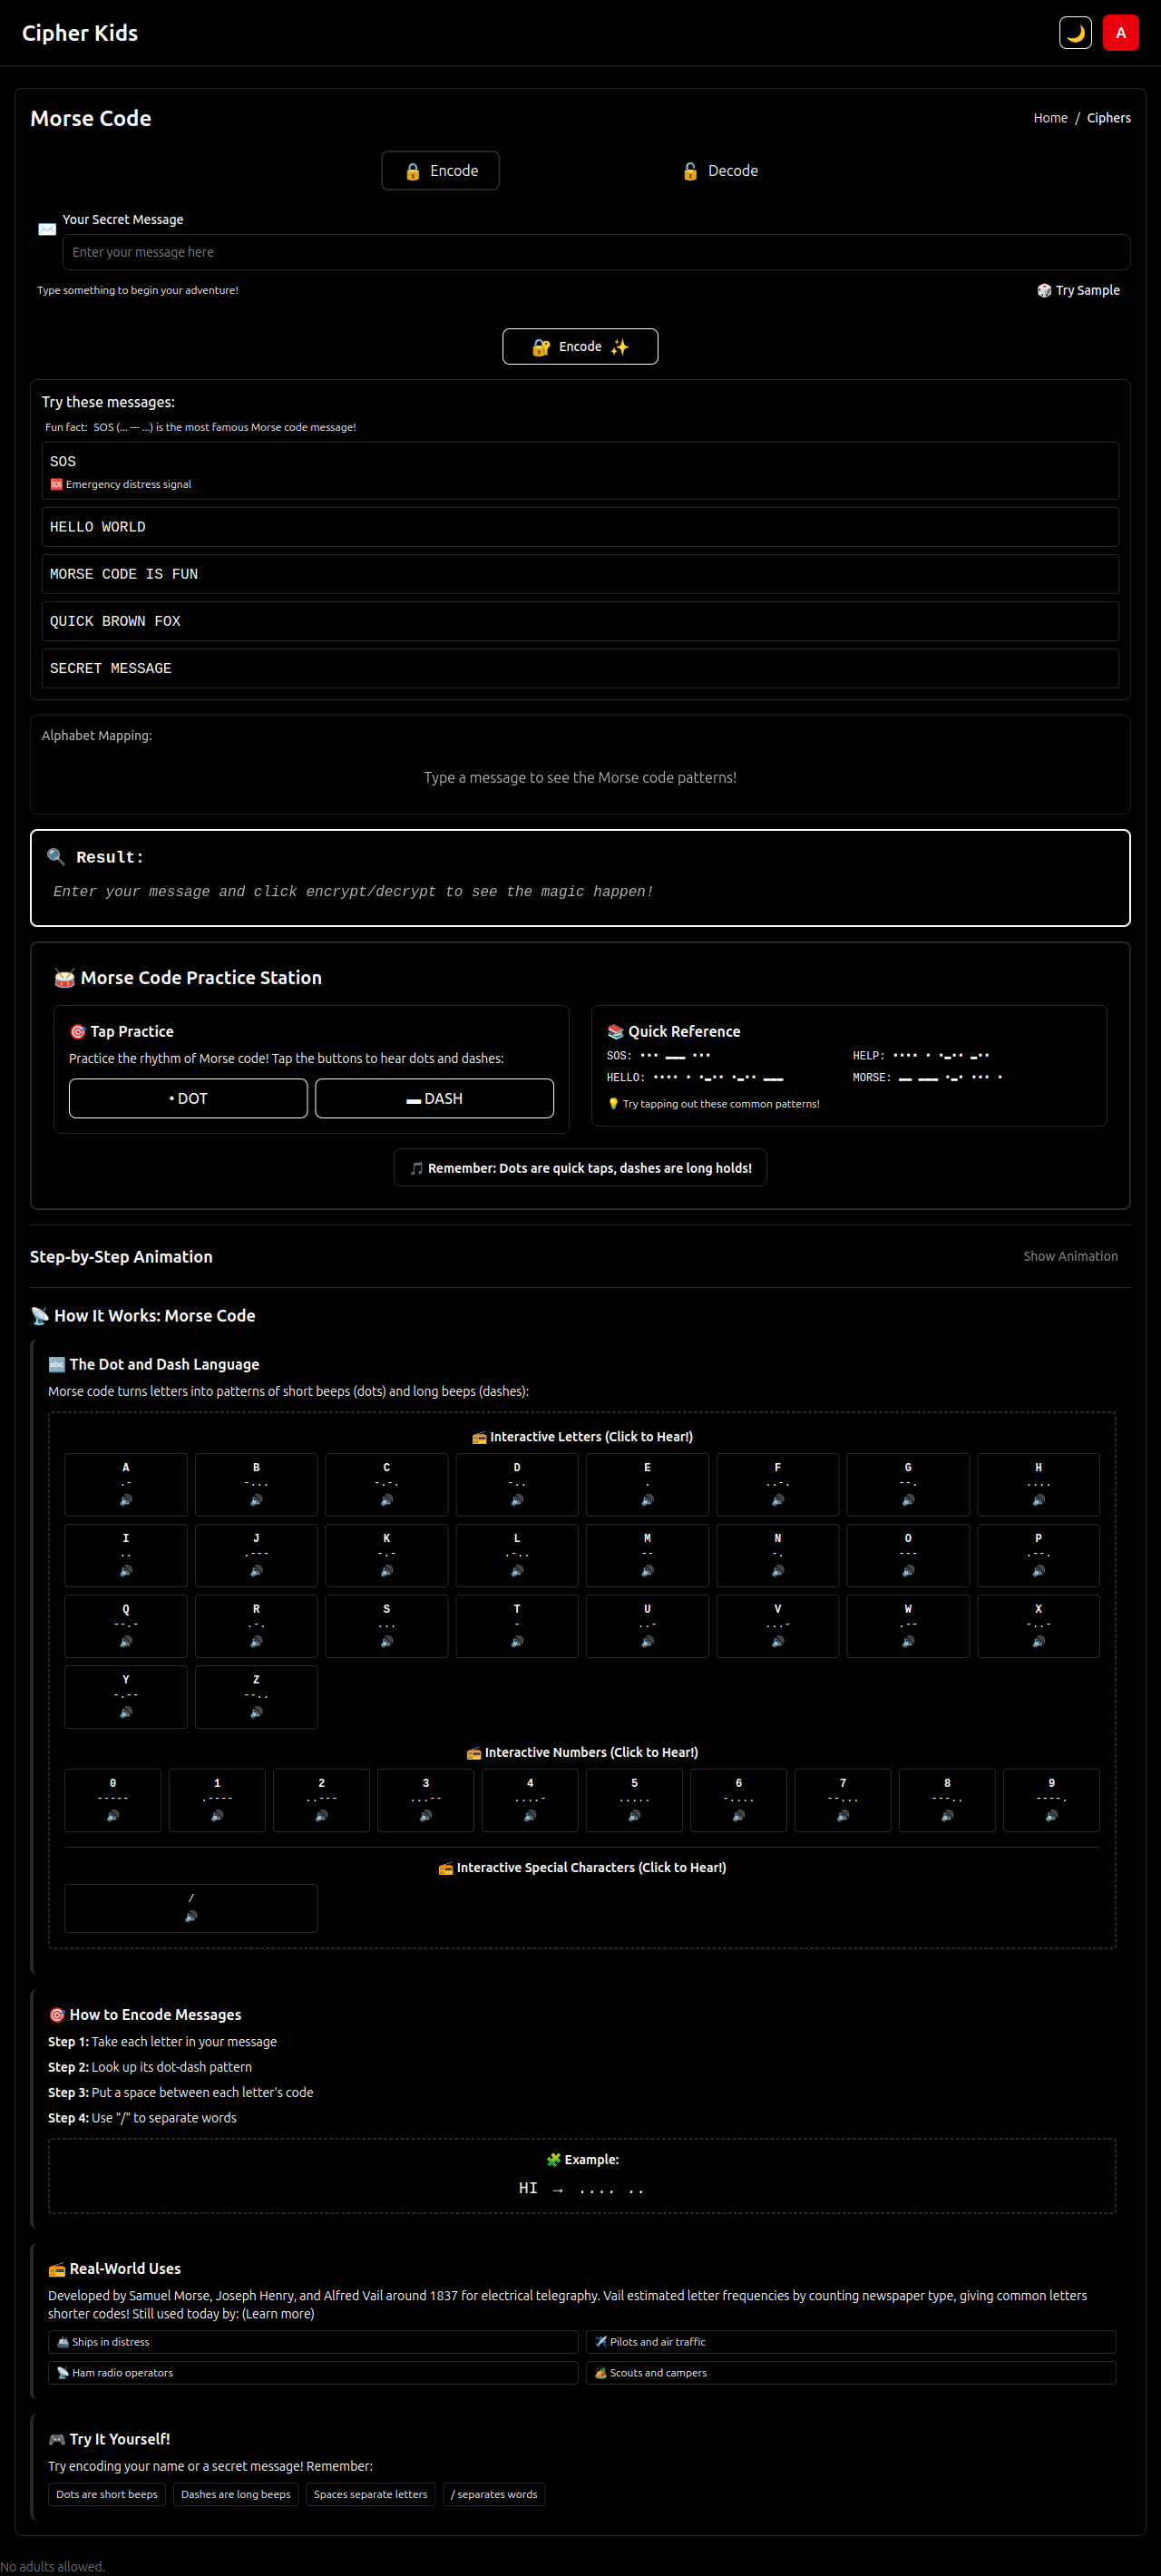 Cipher Kids
🌙
A
Morse Code
Home / Ciphers
🔒 Encode
🔓 Decode
✉️ Your Secret Message
Enter your message here
Type something to begin your adventure!
🎲 Try Sample
🔐 Encode ✨
Try these messages:
Fun fact: SOS (... --- ...) is the most famous Morse code message!
SOS
🆘 Emergency distress signal
HELLO WORLD
MORSE CODE IS FUN
QUICK BROWN FOX
SECRET MESSAGE
Alphabet Mapping:
Type a message to see the Morse code patterns!
🔍 Result:
Enter your message and click encrypt/decrypt to see the magic happen!
🥁 Morse Code Practice Station
🎯 Tap Practice
Practice the rhythm of Morse code! Tap the buttons to hear dots and dashes:
• DOT
▬ DASH
📚 Quick Reference
SOS: ••• ▬▬▬ •••
HELP: •••• • •▬•• ▬••
HELLO: •••• • •▬•• •▬•• ▬▬▬
MORSE: ▬▬ ▬▬▬ •▬• ••• •
💡 Try tapping out these common patterns!
🎵 Remember: Dots are quick taps, dashes are long holds!
Step-by-Step Animation
Show Animation
📡 How It Works: Morse Code
🔤 The Dot and Dash Language
Morse code turns letters into patterns of short beeps (dots) and long beeps (dashes):
📻 Interactive Letters (Click to Hear!)
A B C D E F G H
.- -... -.-. -.. . ..-. --. ....
🔊 🔊 🔊 🔊 🔊 🔊 🔊 🔊
I J K L M N O P
.. .--- -.- .-.. -- -. --- .--.
🔊 🔊 🔊 🔊 🔊 🔊 🔊 🔊
Q R S T U V W X
--.- .-. ... - ..- ...- .-- -..-
🔊 🔊 🔊 🔊 🔊 🔊 🔊 🔊
Y Z
-.-- --..
🔊 🔊
📻 Interactive Numbers (Click to Hear!)
0 1 2 3 4 5 6 7 8 9
----- .---- ..--- ...-- ....- ..... -.... --... ---.. ----.
🔊 🔊 🔊 🔊 🔊 🔊 🔊 🔊 🔊 🔊
📻 Interactive Special Characters (Click to Hear!)
/
🔊
🎯 How to Encode Messages
Step 1: Take each letter in your message
Step 2: Look up its dot-dash pattern
Step 3: Put a space between each letter's code
Step 4: Use "/" to separate words
🧩 Example:
HI → .... ..
📻 Real-World Uses
Developed by Samuel Morse, Joseph Henry, and Alfred Vail around 1837 for electrical telegraphy. Vail estimated letter frequencies by counting newspaper type, giving common letters
shorter codes! Still used today by: (Learn more)
🚢 Ships in distress
✈️ Pilots and air traffic
📡 Ham radio operators
🏕️ Scouts and campers
🎮 Try It Yourself!
Try encoding your name or a secret message! Remember:
Dots are short beeps
Dashes are long beeps
Spaces separate letters
/ separates words
No adults allowed.